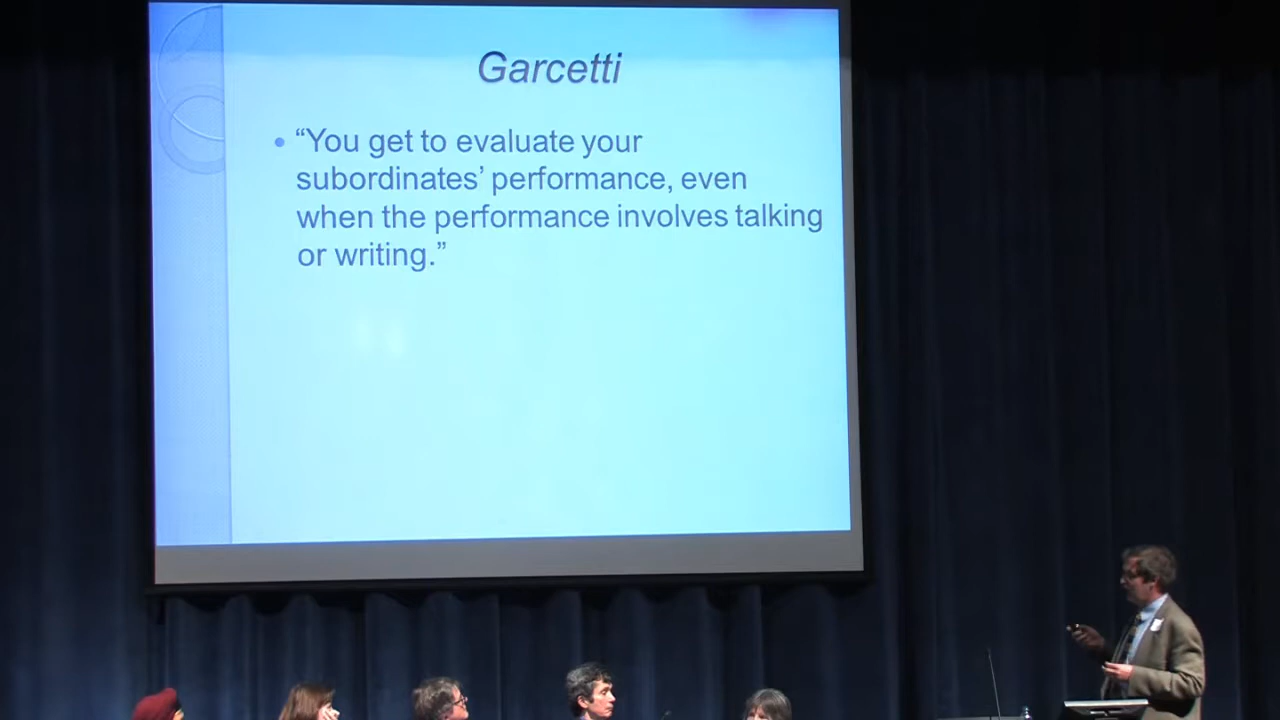 Garcetti
• “You get to evaluate your
subordinates’ performance, even
when the performance involves talking
or writing.”